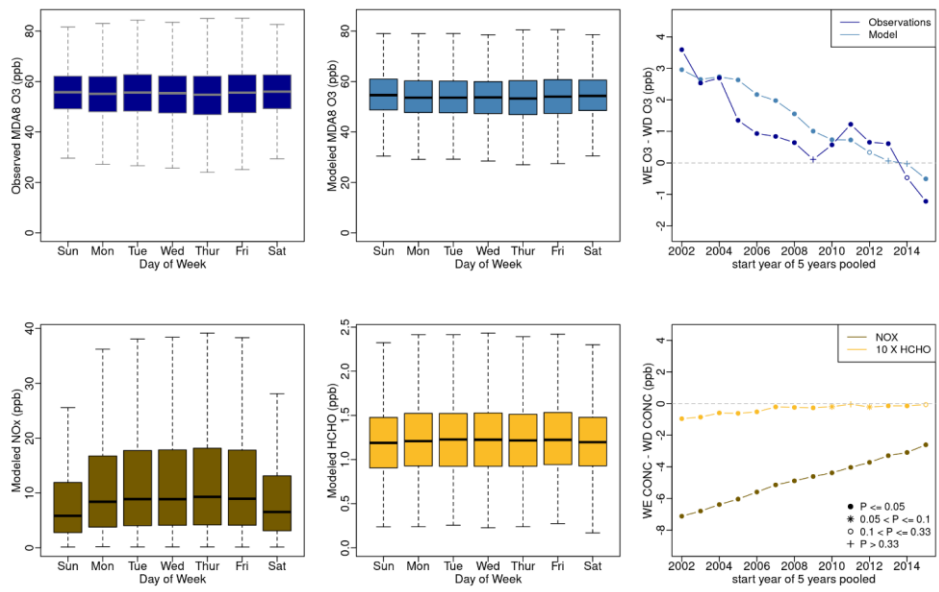 Observed MDA8 O3 (ppb)
0 20 40 60 80
Sun Mon Tue Wed Thur Fri Sat
Day of Week
Modeled MDA8 O3 (ppb)
0 20 40 60 80
Sun Mon Tue Wed Thur Fri Sat
Day of Week
WE O3 - WD O3 (ppb)
-2 -1 0 1 2 3 4
Observations
Model
2002 2004 2006 2008 2010 2012 2014
start year of 5 years pooled
Modeled NOx (ppb)
0 10 20 30 40
Sun Mon Tue Wed Thur Fri Sat
Day of Week
Modeled HCHO (ppb)
0.0 0.5 1.0 1.5 2.0 2.5
Sun Mon Tue Wed Thur Fri Sat
Day of Week
WE CONC - WD CONC (ppb)
-8 -6 -4 -2 0 2 4
NOX
10 X HCHO
P <= 0.05
0.05 < P <= 0.1
0.1 < P <= 0.33
P > 0.33
2002 2004 2006 2008 2010 2012 2014
start year of 5 years pooled